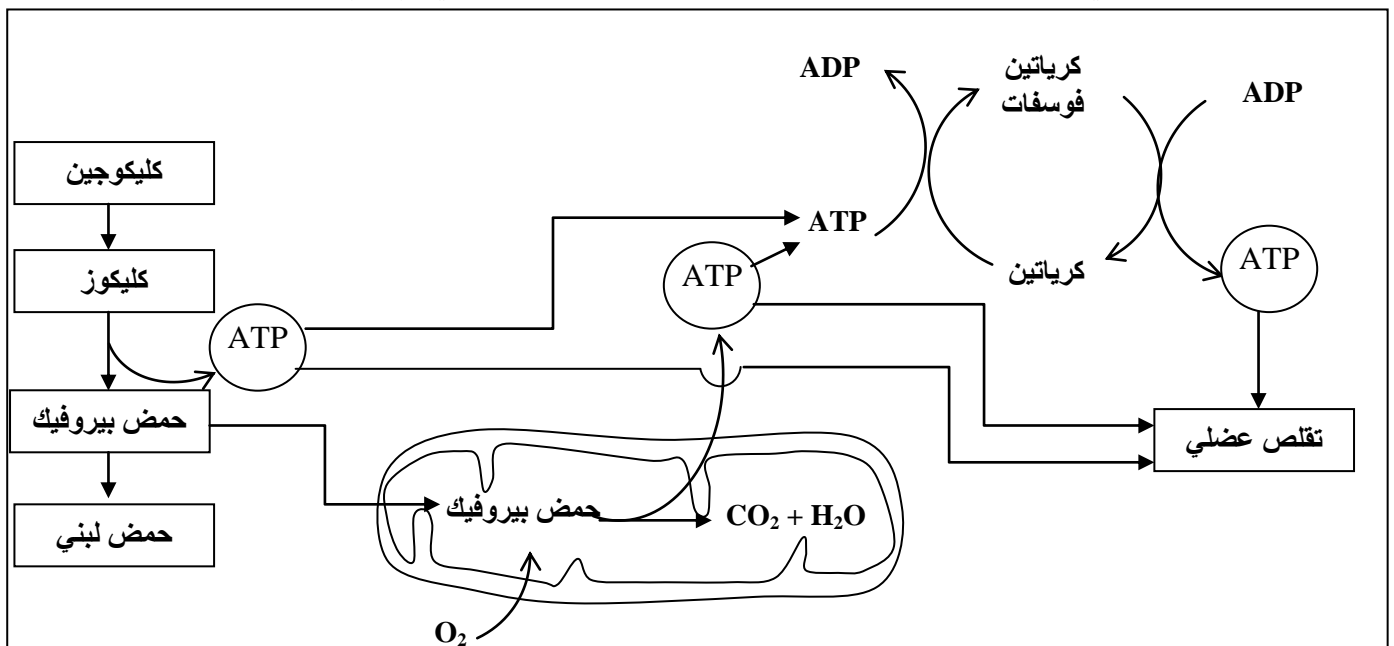 ADP
كرياتين
فوسفات
ADP
كليكوجين
ATP
كليكوز
ATP
كرياتين
ATP
ATP
حمض بيروفيك
تقلص عضلي
حمض بيروفيك
CO₂ + H₂O
حمض لبني
O₂